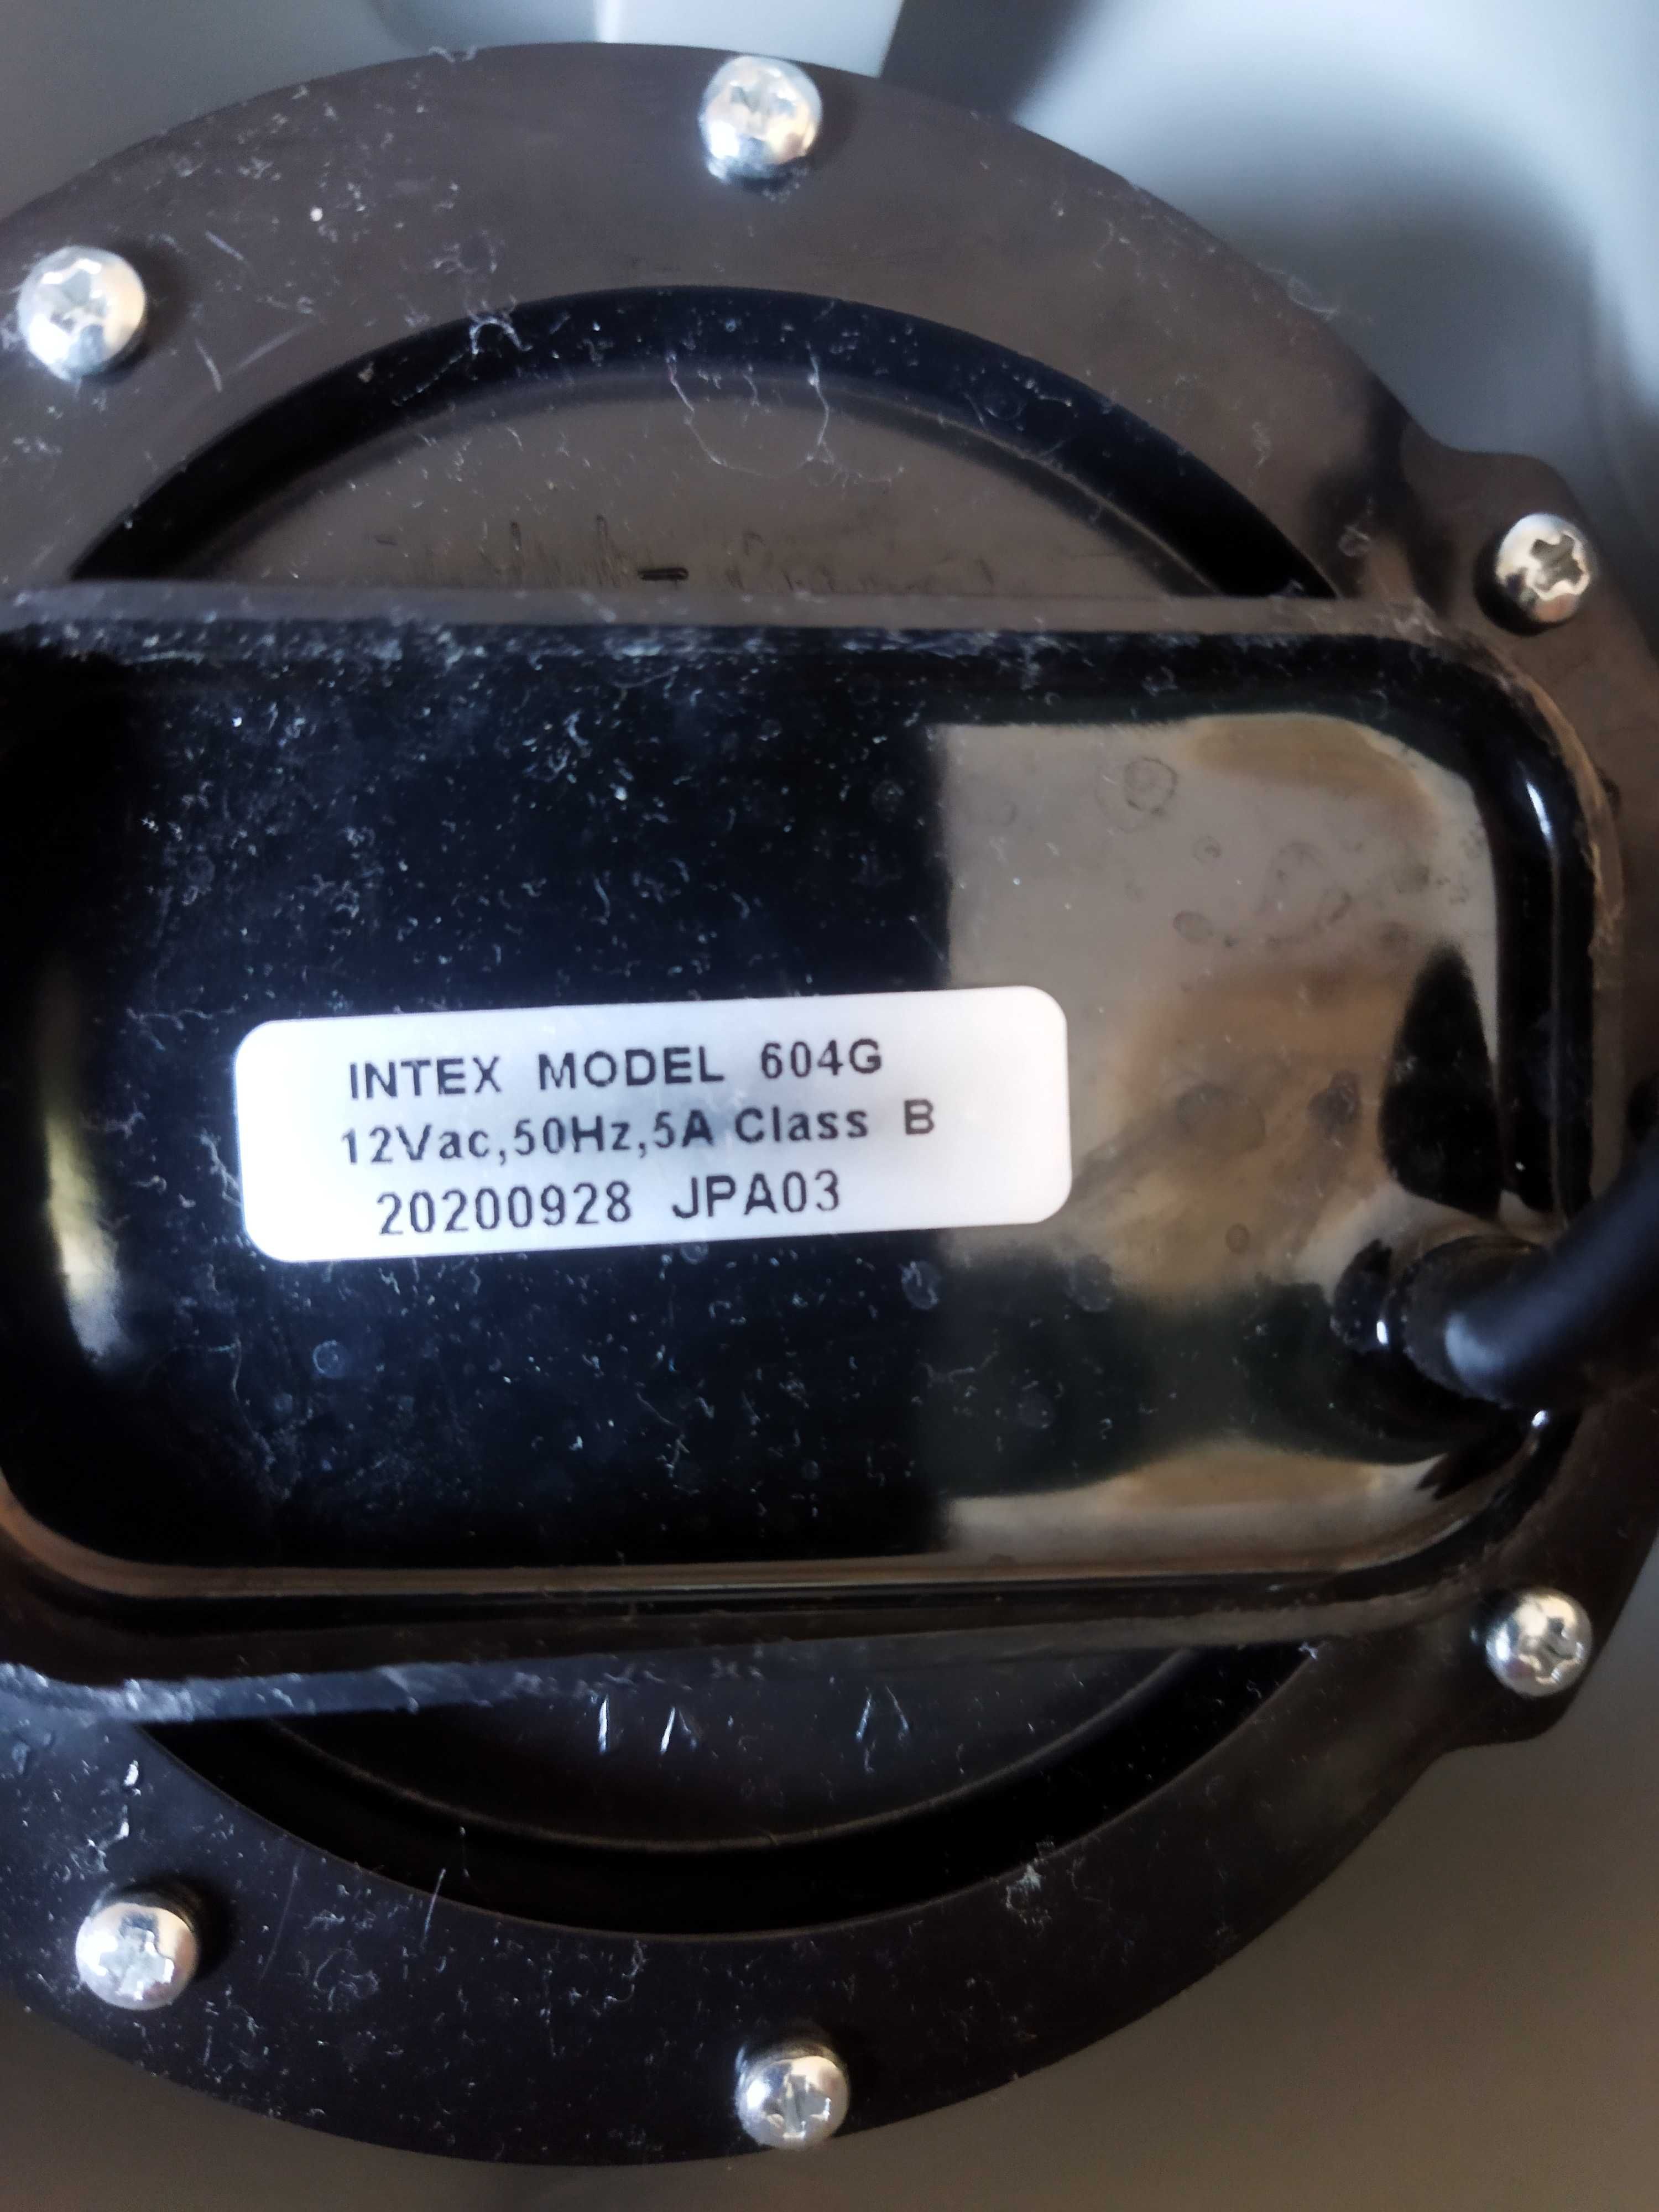 INTEX MODEL 604G
12Vac,50Hz,5A Class B
20200928 JPA03